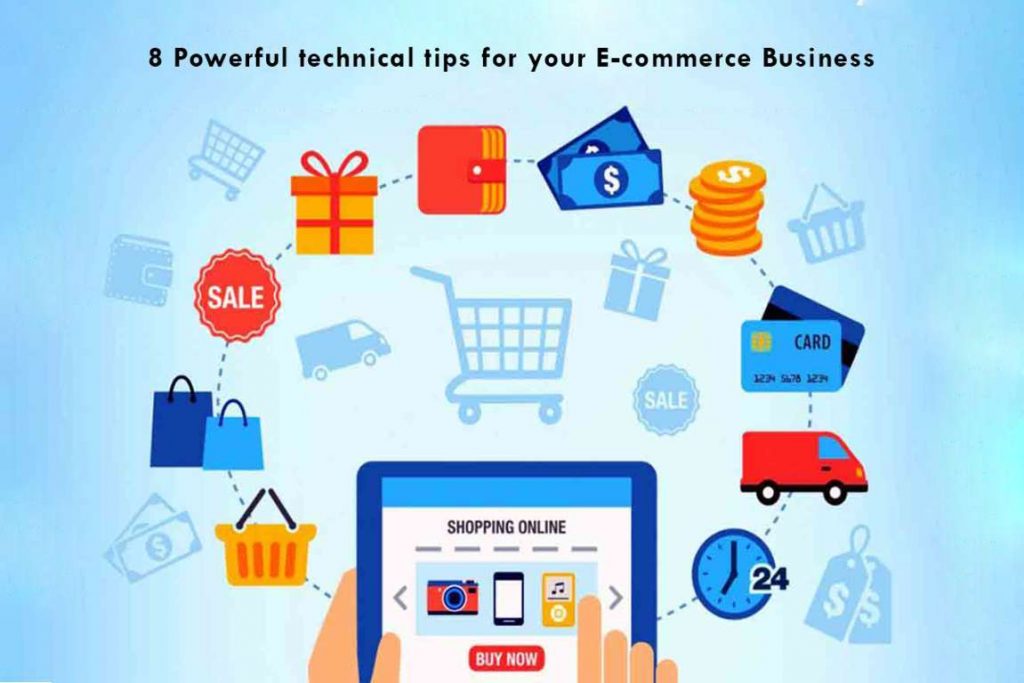 8 Powerful technical tips for your E-commerce Business
$
$
SALE
CARD
1234 5678 1234
SALE
$
SHOPPING ONLINE
24
$
$
BUY NOW